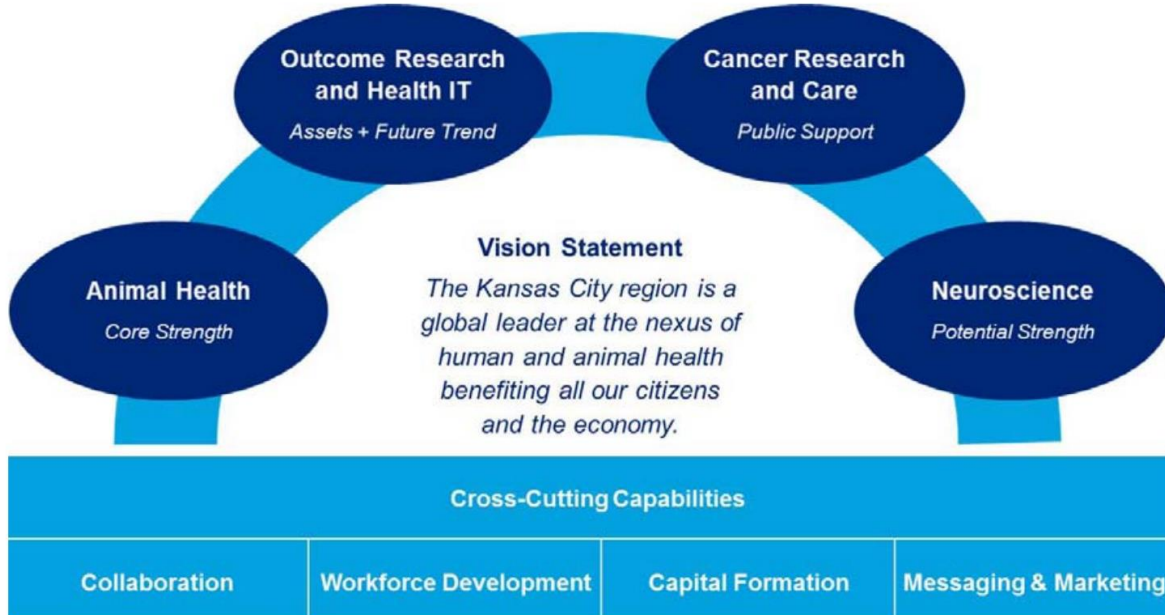 Outcome Research
and Health IT
Assets + Future Trend
Cancer Research
and Care
Public Support
Animal Health
Core Strength
Vision Statement
The Kansas City region is a
global leader at the nexus of
human and animal health
benefiting all our citizens
and the economy.
Neuroscience
Potential Strength
Cross-Cutting Capabilities
Collaboration
Workforce Development
Capital Formation
Messaging & Marketing